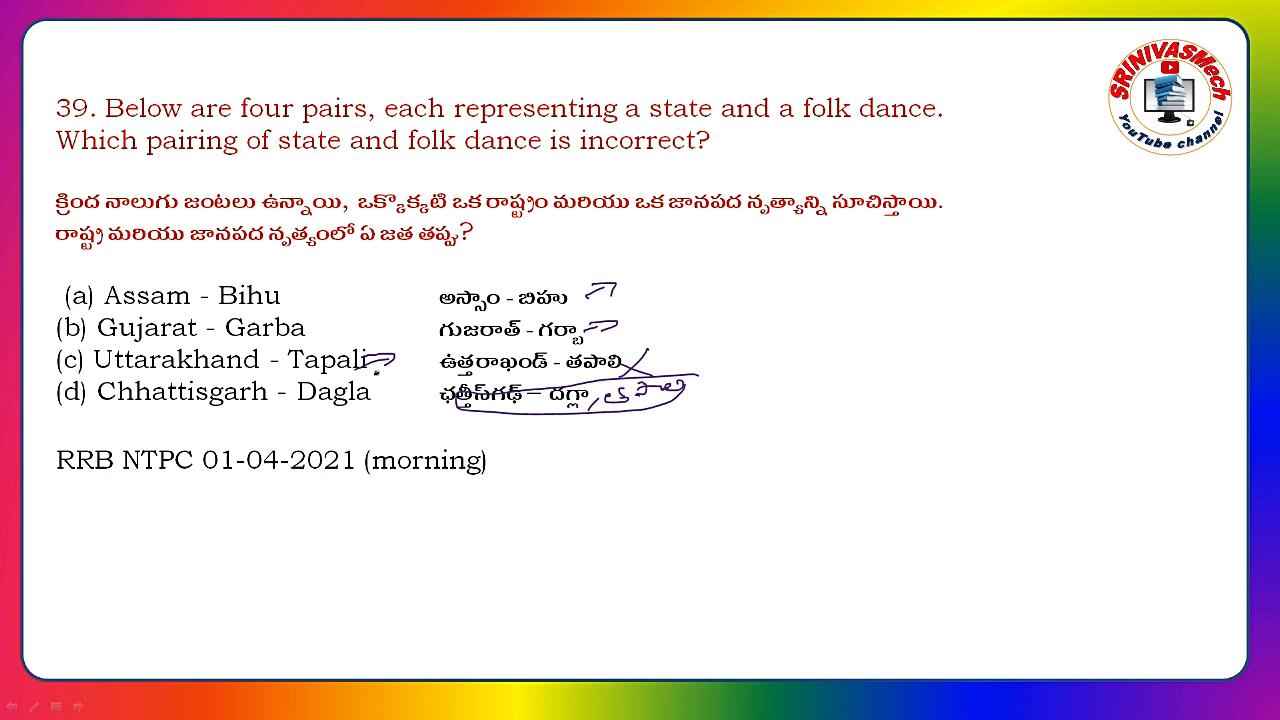 SRINIVASMech
YouTube channel
39. Below are four pairs, each representing a state and a folk dance.
Which pairing of state and folk dance is incorrect?
క్రింద నాలుగు జంటలు ఉన్నాయి, ఒక్కొక్కటి ఒక రాష్ట్రం మరియు ఒక జానపద నృత్యాన్ని సూచిస్తాయి.
రాష్ట్ర మరియు జానపద నృత్యంలో ఏ జత తప్పు?
(a) Assam - Bihu అస్సాం - బిహు
(b) Gujarat - Garba గుజరాత్ - గర్బా
(c) Uttarakhand - Tapali ఉత్తరాఖండ్ - తపాలి
(d) Chhattisgarh - Dagla ఛత్తీస్‌గఢ్ – దగ్లా
RRB NTPC 01-04-2021 (morning)